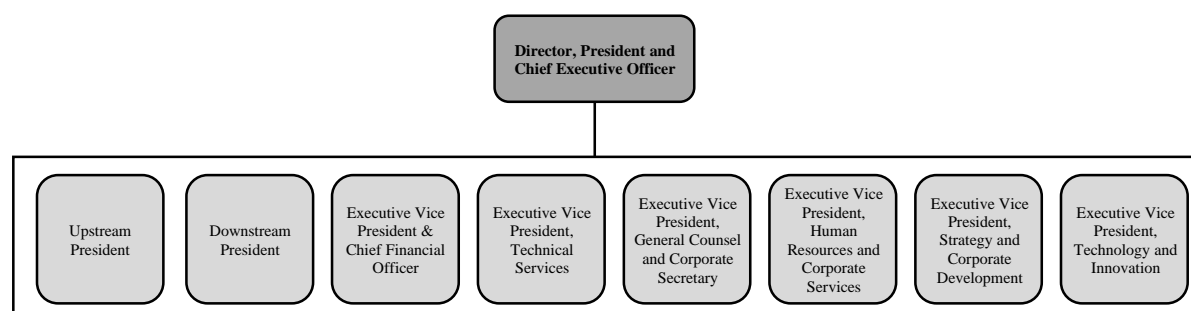 Director, President and
Chief Executive Officer
Upstream
President
Downstream
President
Executive Vice
President &
Chief Financial
Officer
Executive Vice
President,
Technical
Services
Executive Vice
President,
General Counsel
and Corporate
Secretary
Executive Vice
President,
Human
Resources and
Corporate
Services
Executive Vice
President,
Strategy and
Corporate
Development
Executive Vice
President,
Technology and
Innovation